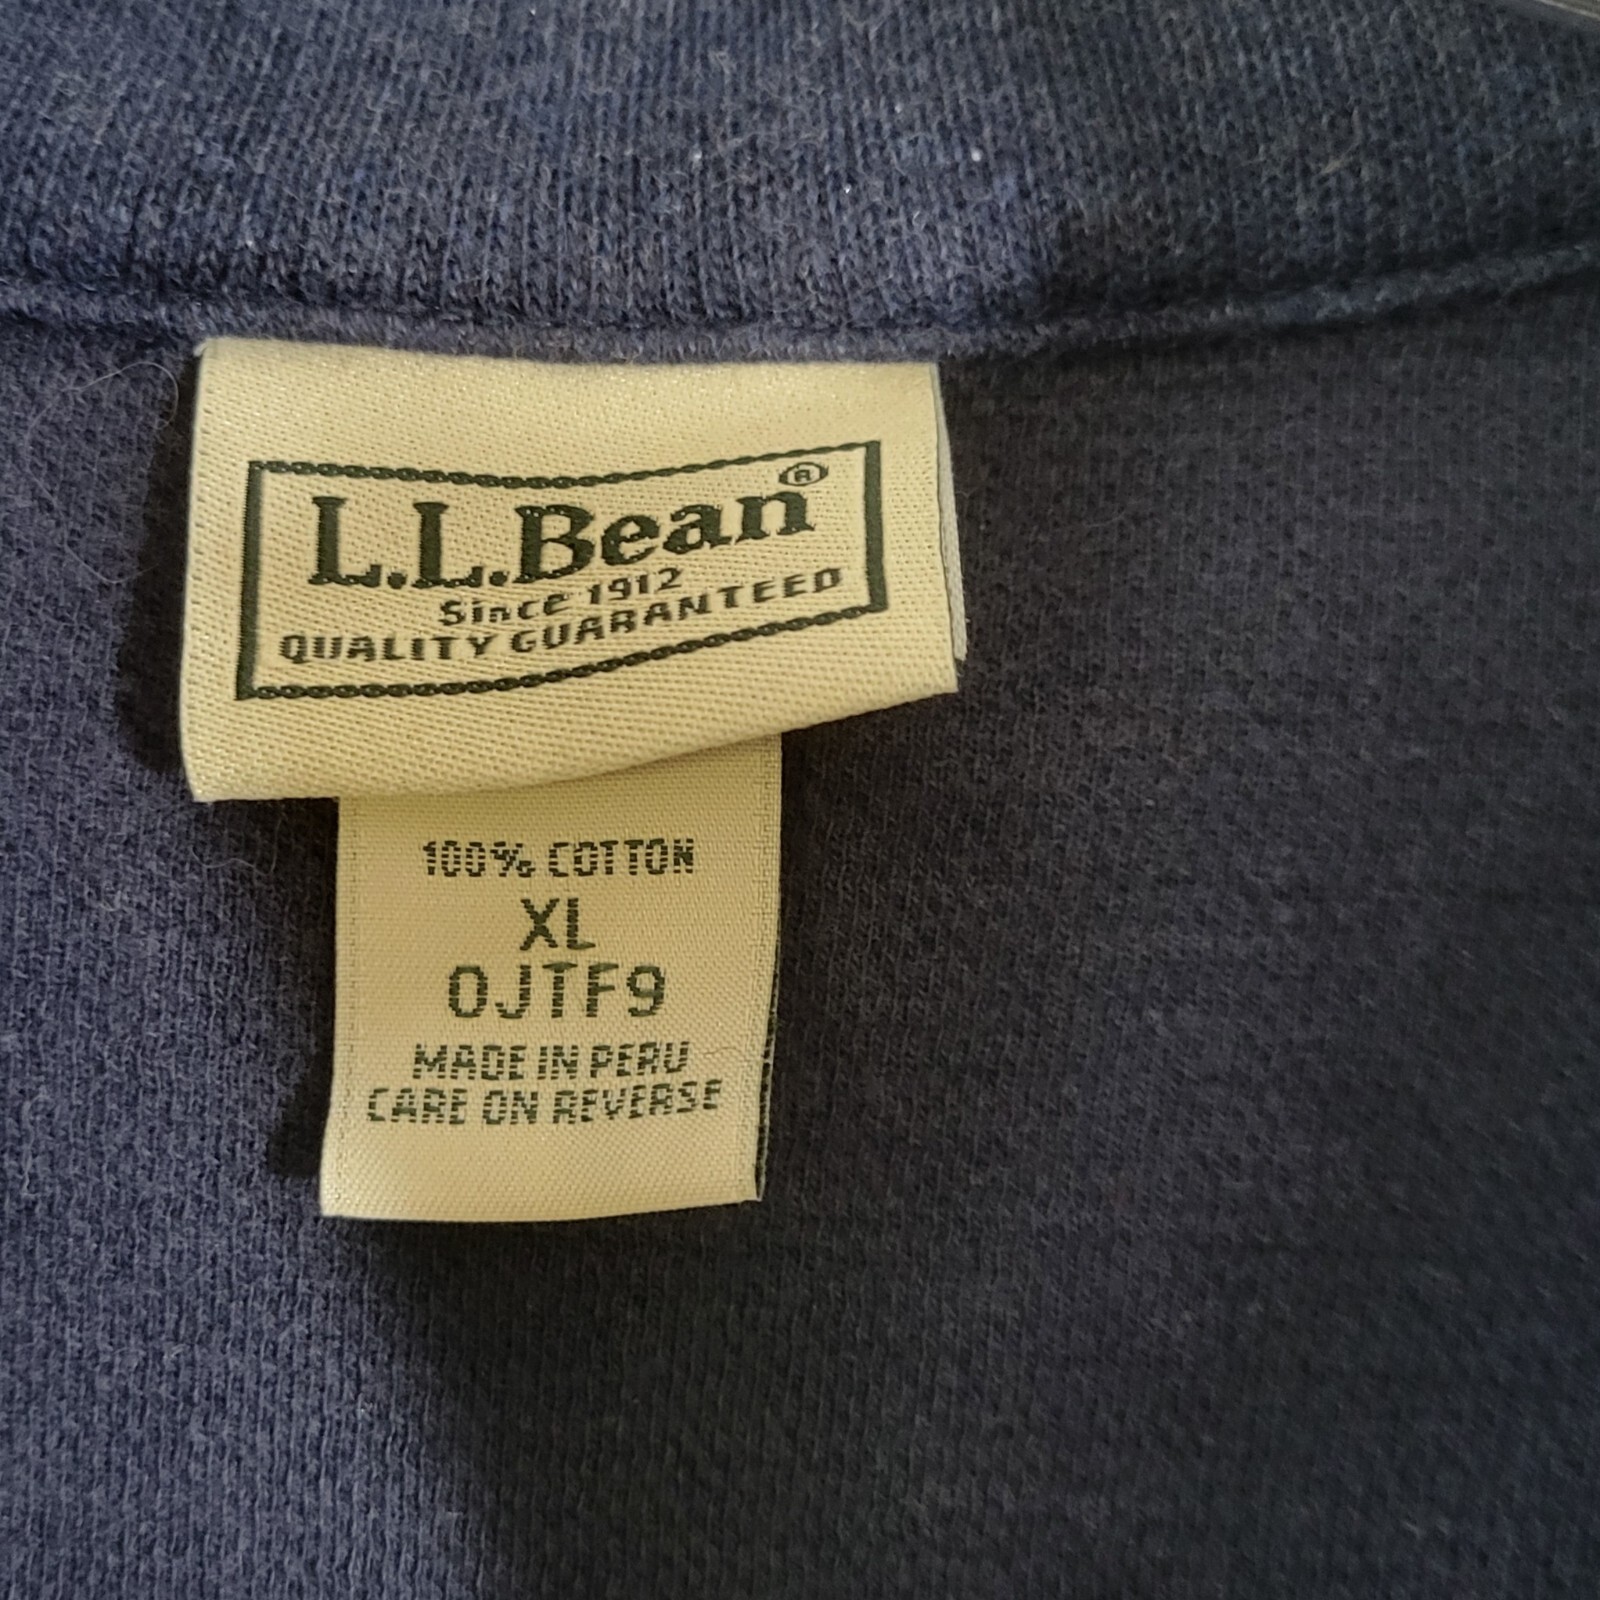 L.L.Bean®
Since 1912
QUALITY GUARANTEED
100% COTTON
XL
0JTF9
MADE IN PERU
CARE ON REVERSE